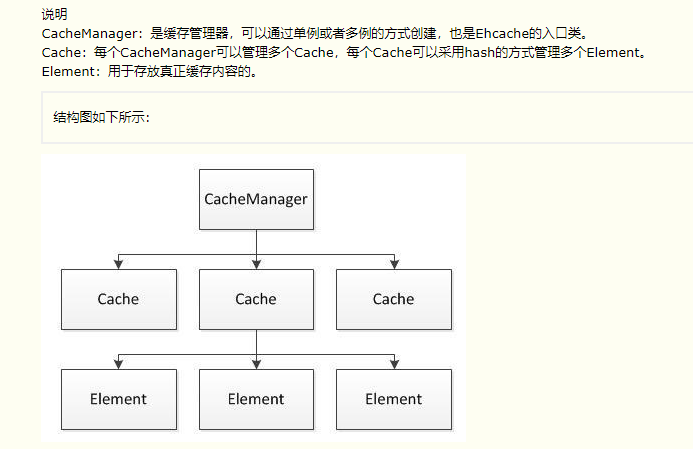 说明
CacheManager：是缓存管理器，可以通过单例或者多例的方式创建，也是Ehcache的入口类。
Cache：每个CacheManager可以管理多个Cache，每个Cache可以采用hash的方式管理多个Element。
Element：用于存放真正缓存内容的。
结构图如下所示：
CacheManager
Cache Cache Cache
Element Element Element